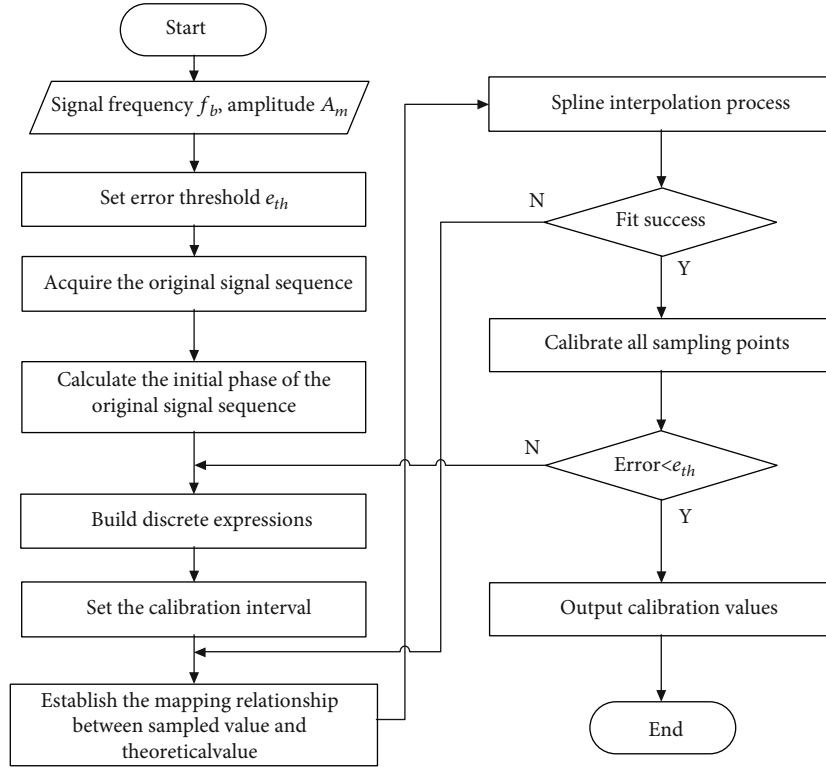 Start
Signal frequency f_b, amplitude A_m
Set error threshold e_th
Acquire the original signal sequence
Calculate the initial phase of the
original signal sequence
Build discrete expressions
Set the calibration interval
Establish the mapping relationship
between sampled value and
theoreticalvalue
Spline interpolation process
N
Fit success
Y
Calibrate all sampling points
N
Error<e_th
Y
Output calibration values
End